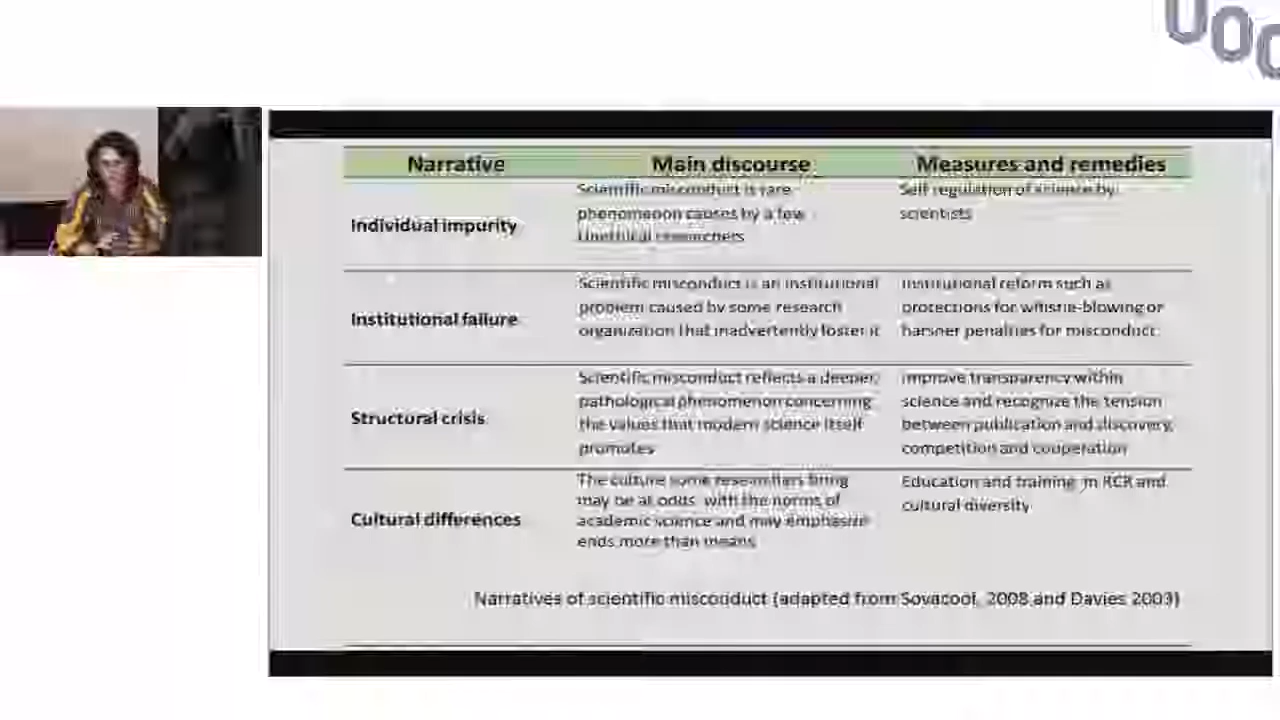 UOC
Narrative Main discourse Measures and remedies
Individual impurity
Scientific misconduct is rare
phenomenon causes by a few
unethical researchers
Self regulation of science by
scientists
Institutional failure
Scientific misconduct is an institutional
problem caused by some research
organization that inadvertently foster it
Institutional reform such as
protections for whistle-blowing or
harsher penalties for misconduct
Structural crisis
Scientific misconduct reflects a deeper
pathological phenomenon concerning
the values that modern science itself
promotes
Improve transparency within
science and recognize the tension
between publication and discovery,
competition and cooperation
Cultural differences
The culture some researchers bring
may be at odds with the norms of
academic science and may emphasize
ends more than means
Education and training in RCR and
cultural diversity
Narratives of scientific misconduct (adapted from Sovacool, 2008 and Davies 2003)